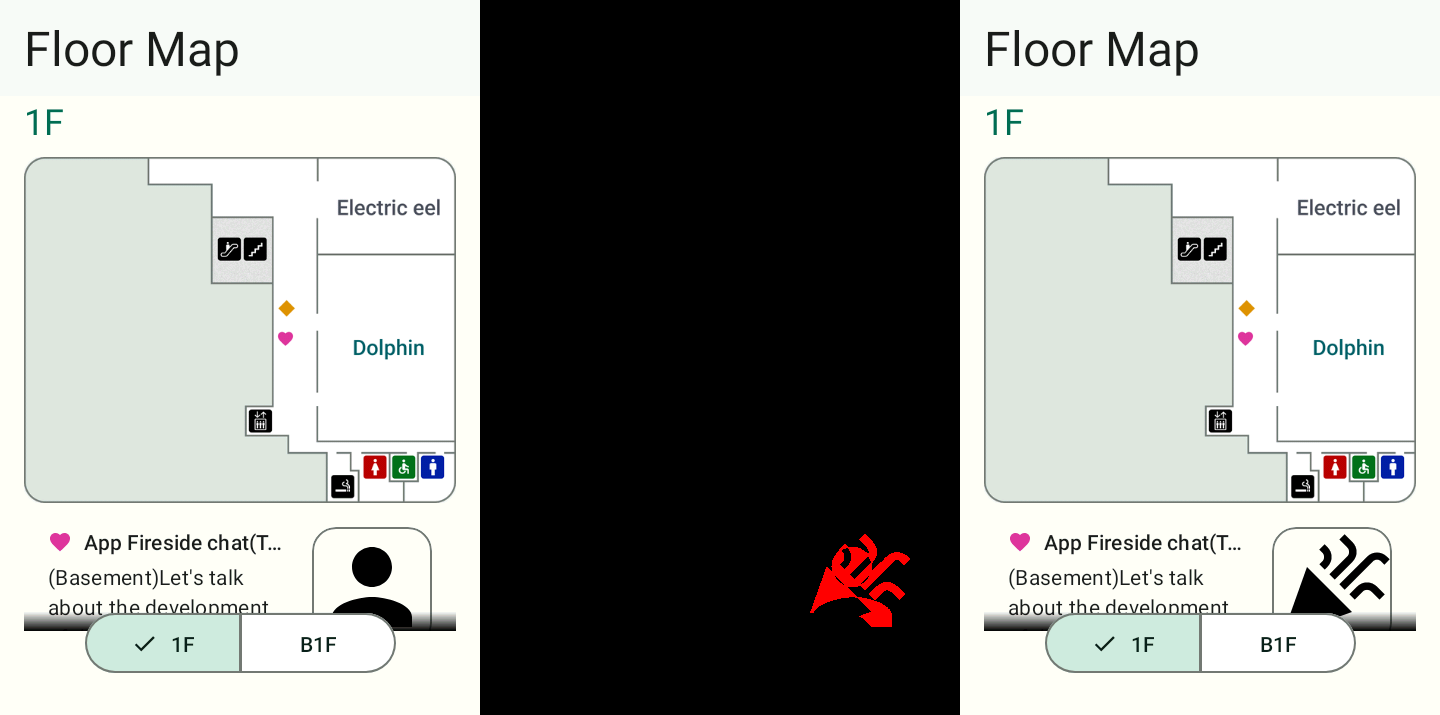 Floor Map
1F
Electric eel
Dolphin
App Fireside chat(T...
(Basement)Let's talk
about the development
1F
B1F
Floor Map
1F
Electric eel
Dolphin
App Fireside chat(T...
(Basement)Let's talk
about the development
1F
B1F